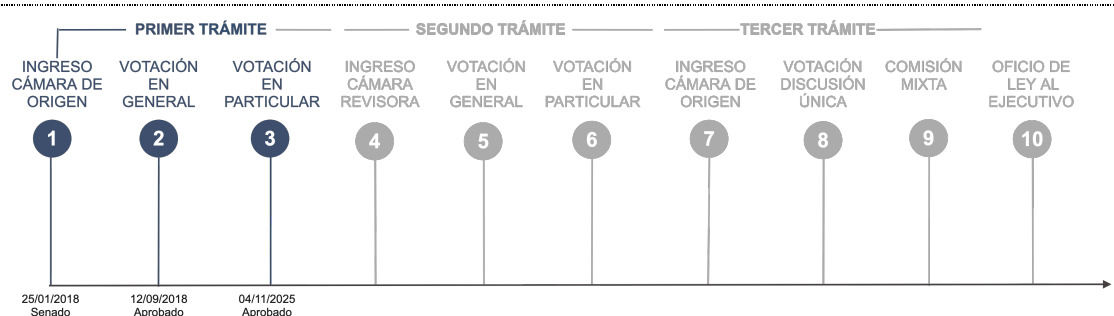 PRIMER TRÁMITE
SEGUNDO TRÁMITE
TERCER TRÁMITE
INGRESO
CÁMARA DE
ORIGEN
VOTACIÓN
EN
GENERAL
VOTACIÓN
EN
PARTICULAR
INGRESO
CÁMARA
REVISORA
VOTACIÓN
EN
GENERAL
VOTACIÓN
EN
PARTICULAR
INGRESO
CÁMARA DE
ORIGEN
VOTACIÓN
DISCUSIÓN
ÚNICA
COMISIÓN
MIXTA
OFICIO DE
LEY AL
EJECUTIVO
1
2
3
4
5
6
7
8
9
10
25/01/2018
Senado
12/09/2018
Aprobado
04/11/2025
Aprobado